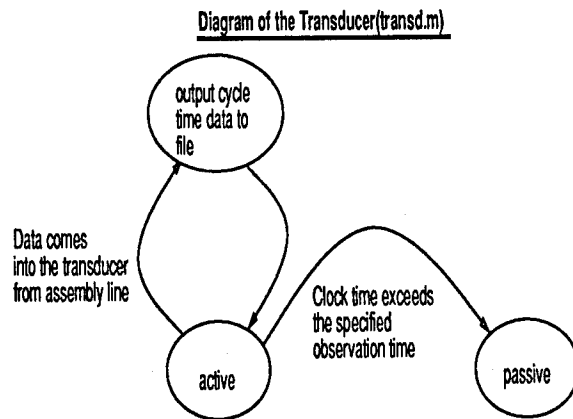 Diagram of the Transducer(transd.m)
output cycle
time data to
file
Data comes
into the transducer
from assembly line
Clock time exceeds
the specified
observation time
active
passive